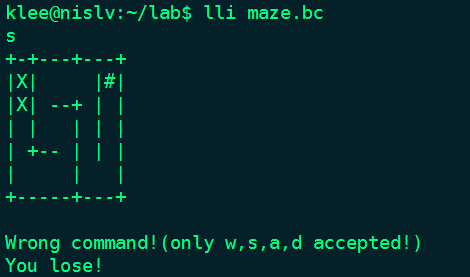 klee@nislv:~/lab$ lli maze.bc
s
+-+---+---+
|X|     |#|
|X| --+ | |
| |   | | |
| +-- | | |
|     |   |
+-----+---+
Wrong command!(only w,s,a,d accepted!)
You lose!